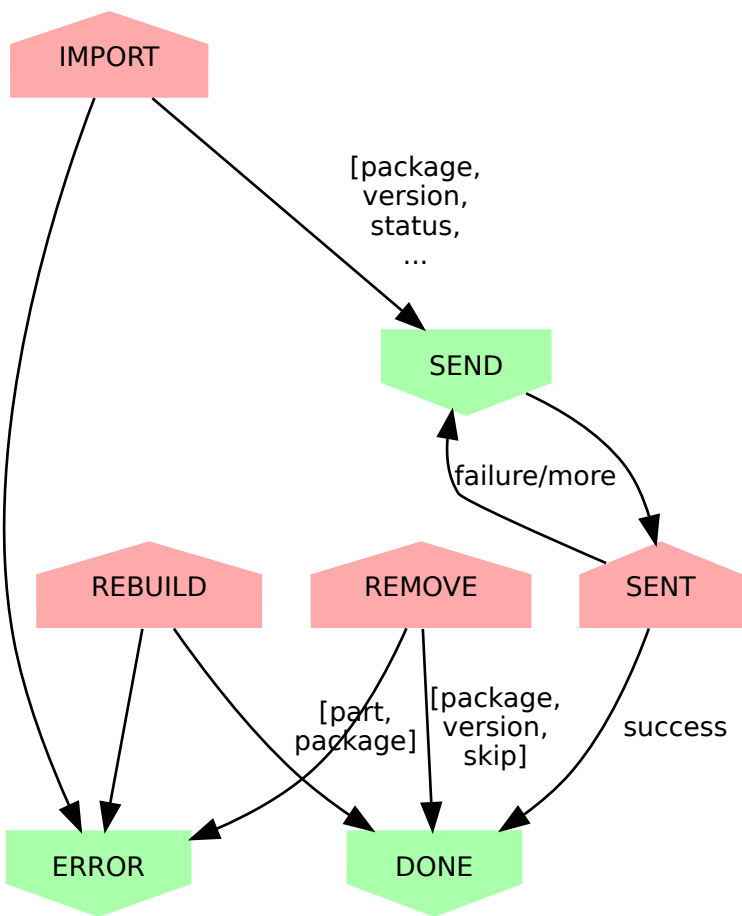 IMPORT
[package,
version,
status,
...
SEND
failure/more
REBUILD
REMOVE
SENT
[part,
package]
[package,
version,
skip]
success
ERROR
DONE